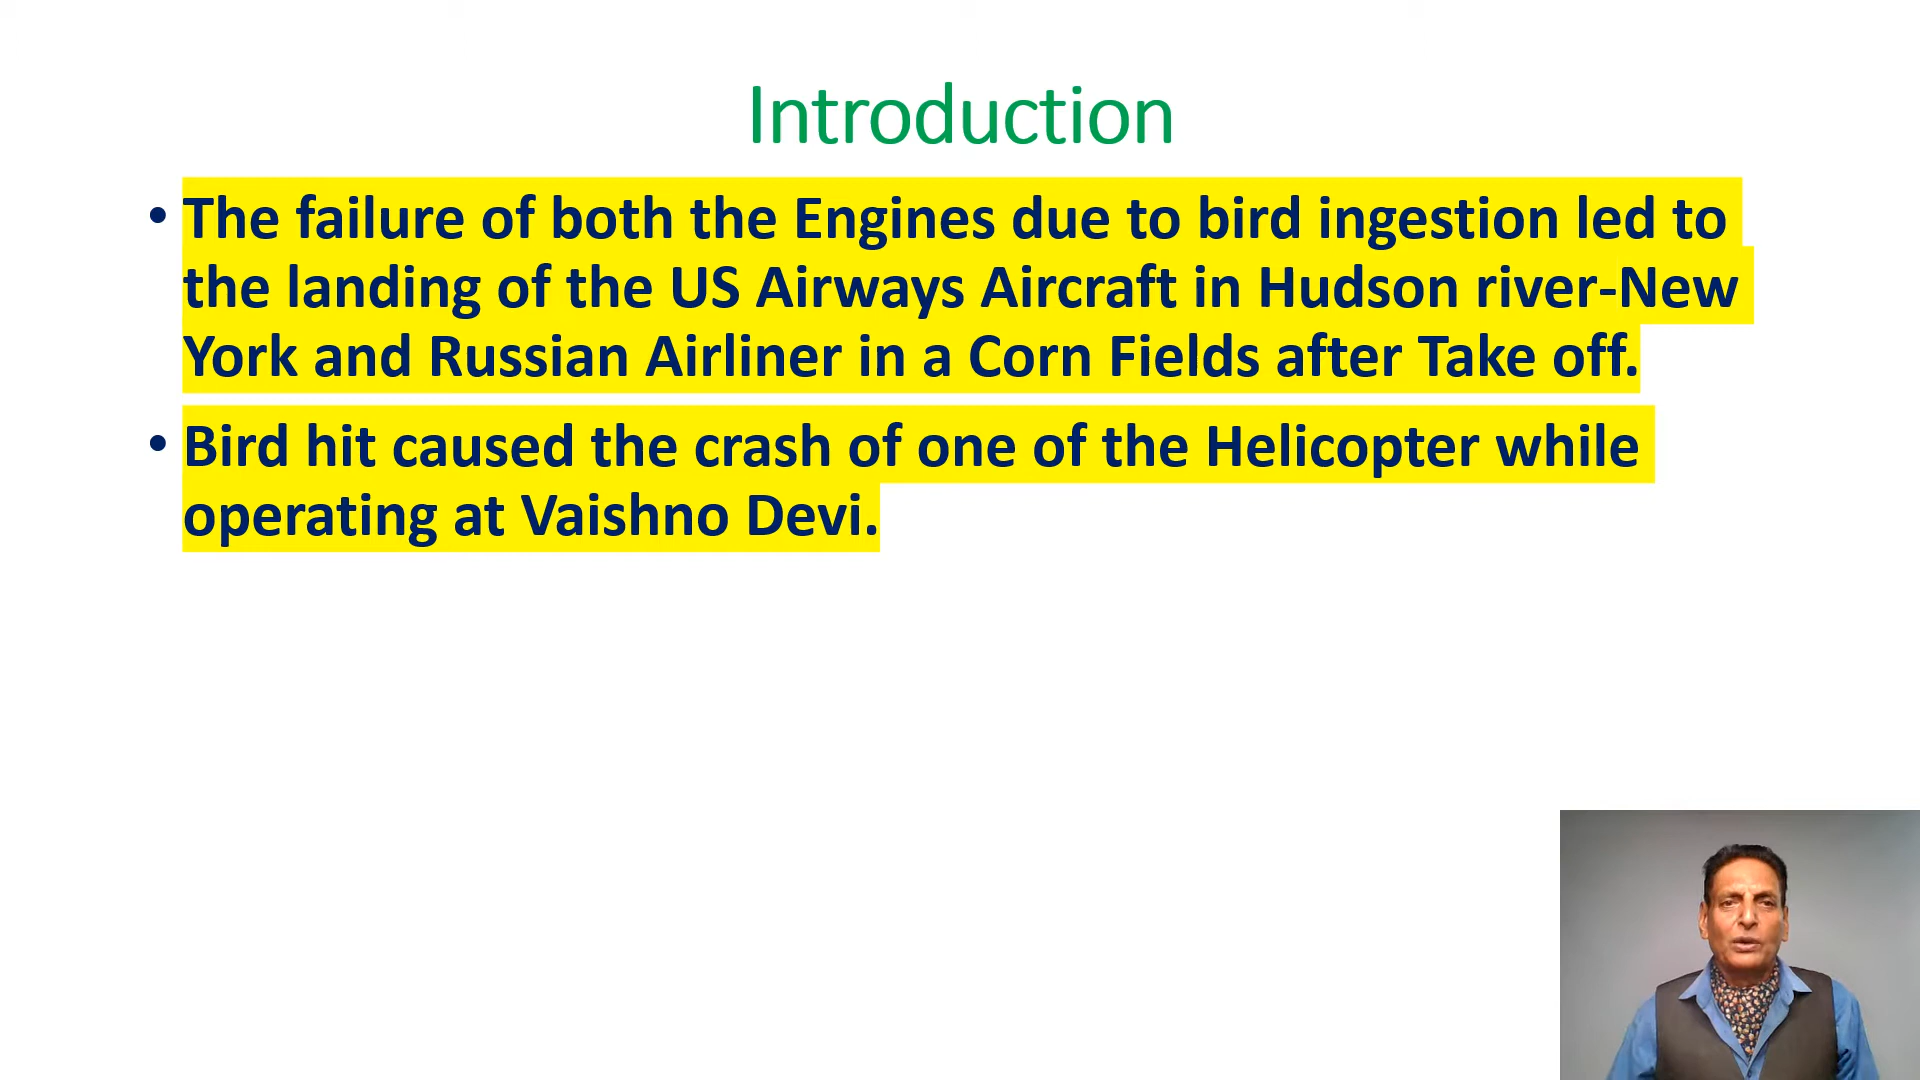 Introduction
• The failure of both the Engines due to bird ingestion led to
the landing of the US Airways Aircraft in Hudson river-New
York and Russian Airliner in a Corn Fields after Take off.
• Bird hit caused the crash of one of the Helicopter while
operating at Vaishno Devi.